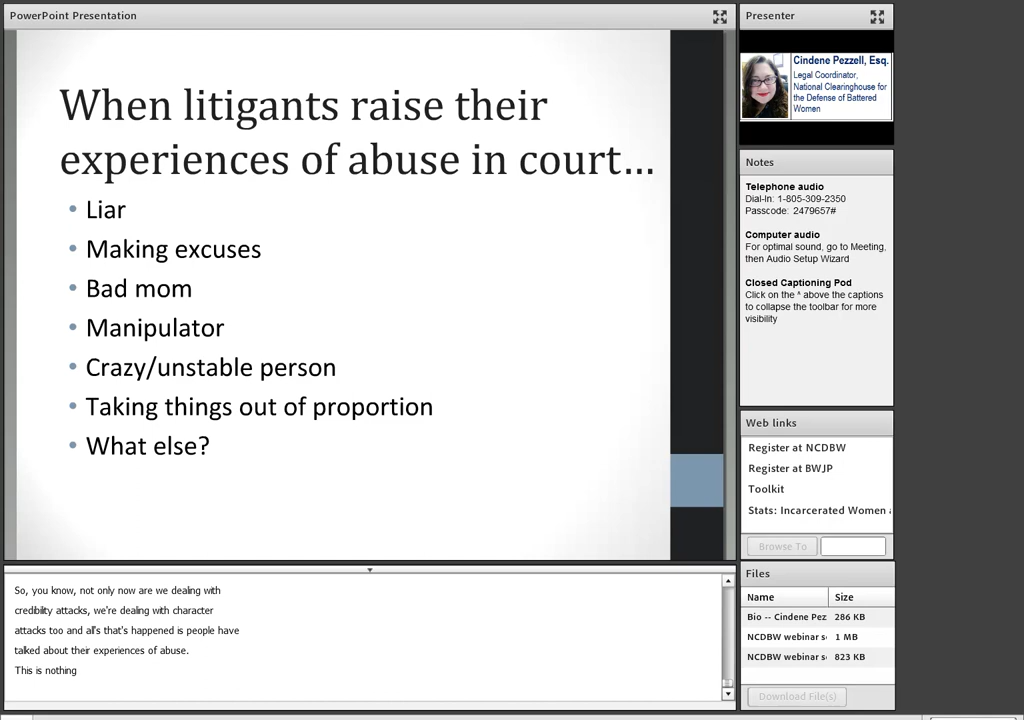 PowerPoint Presentation
When litigants raise their
experiences of abuse in court...
• Liar
• Making excuses
• Bad mom
• Manipulator
• Crazy/unstable person
• Taking things out of proportion
• What else?
So, you know, not only now are we dealing with
credibility attacks, we're dealing with character
attacks too and all's that's happened is people have
talked about their experiences of abuse.
This is nothing
Presenter
Cindene Pezzell, Esq.
Legal Coordinator,
National Clearinghouse for
the Defense of Battered
Women
Notes
Telephone audio
Dial-In: 1-805-309-2350
Passcode: 2479657#
Computer audio
For optimal sound, go to Meeting,
then Audio Setup Wizard
Closed Captioning Pod
Click on the ^ above the captions
to collapse the toolbar for more
visibility
Web links
Register at NCDBW
Register at BWJP
Toolkit
Stats: Incarcerated Women
Browse To
Files
Name Size
Bio -- Cindene Pez 286 KB
NCDBW webinar s 1 MB
NCDBW webinar s 823 KB
Download File(s)